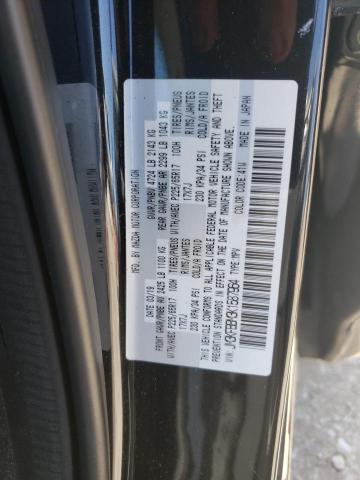 MFD. BY MAZDA MOTOR CORPORATION
DATE: 03/19 GVWR/PNBV 4724 LB 2143 KG
FRONT GAWR/PNBE AV 2425 LB 1100 KG REAR GAWR/PNBE AR 2299 LB 1043 KG
WITH/AVEC P225/65R17 100H TIRES/PNEUS WITH/AVEC P225/65R17 100H TIRES/PNEUS
17X7J RIMS/JANTES 17X7J RIMS/JANTES
230 KPA/34 PSI COLD/A FROID 230 KPA/34 PSI COLD/A FROID
THIS VEHICLE CONFORMS TO ALL APPLICABLE FEDERAL MOTOR VEHICLE SAFETY AND THEFT
PREVENTION STANDARDS IN EFFECT ON THE DATE OF MANUFACTURE SHOWN ABOVE.
TYPE: MPV COLOR CODE: 41W MADE IN JAPAN